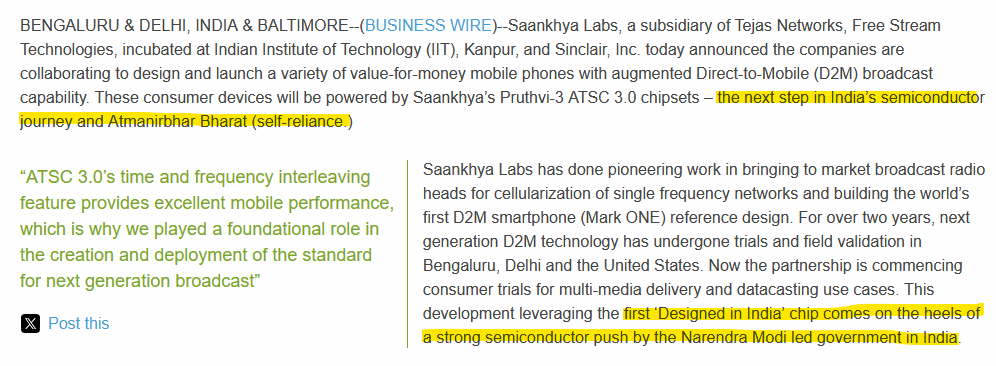 BENGALURU & DELHI, INDIA & BALTIMORE--(BUSINESS WIRE)--Saankhya Labs, a subsidiary of Tejas Networks, Free Stream
Technologies, incubated at Indian Institute of Technology (IIT), Kanpur, and Sinclair, Inc. today announced the companies are
collaborating to design and launch a variety of value-for-money mobile phones with augmented Direct-to-Mobile (D2M) broadcast
capability. These consumer devices will be powered by Saankhya's Pruthvi-3 ATSC 3.0 chipsets – the next step in India's semiconductor
journey and Atmanirbhar Bharat (self-reliance.)
“ATSC 3.0's time and frequency interleaving
feature provides excellent mobile performance,
which is why we played a foundational role in
the creation and deployment of the standard
for next generation broadcast”
Post this
Saankhya Labs has done pioneering work in bringing to market broadcast radio
heads for cellularization of single frequency networks and building the world's
first D2M smartphone (Mark ONE) reference design. For over two years, next
generation D2M technology has undergone trials and field validation in
Bengaluru, Delhi and the United States. Now the partnership is commencing
consumer trials for multi-media delivery and datacasting use cases. This
development leveraging the first ‘Designed in India’ chip comes on the heels of
a strong semiconductor push by the Narendra Modi led government in India.